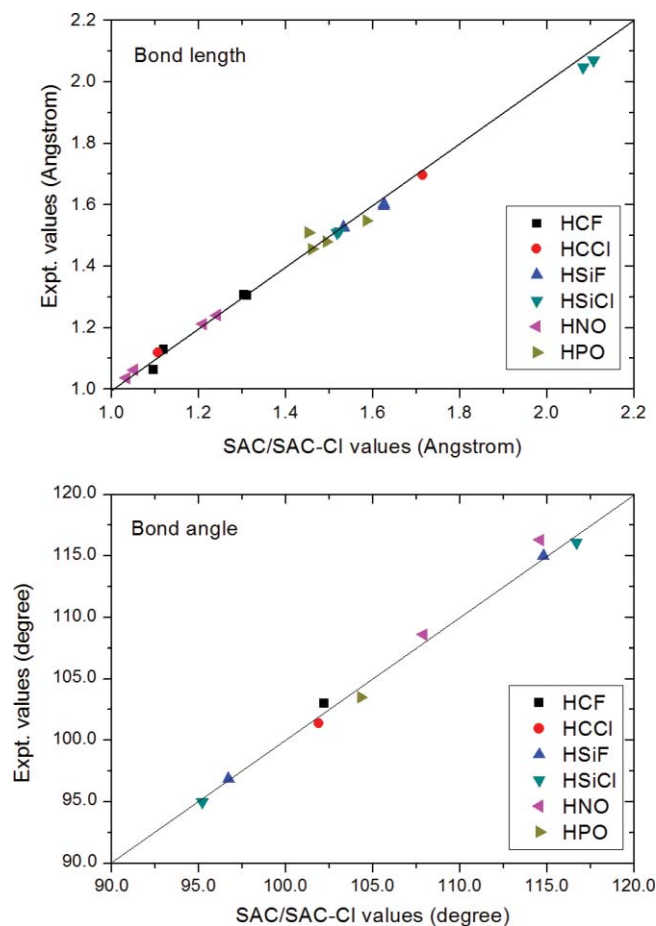 2.2
Bond length
2.0
1.8
1.6
1.4
1.2
1.0
Expt. values (Angstrom)
HCF
HCCl
HSiF
HSiCl
HNO
HPO
1.0 1.2 1.4 1.6 1.8 2.0 2.2
SAC/SAC-CI values (Angstrom)
120.0
Bond angle
115.0
110.0
105.0
100.0
95.0
90.0
Expt. values (degree)
HCF
HCCl
HSiF
HSiCl
HNO
HPO
90.0 95.0 100.0 105.0 110.0 115.0 120.0
SAC/SAC-CI values (degree)